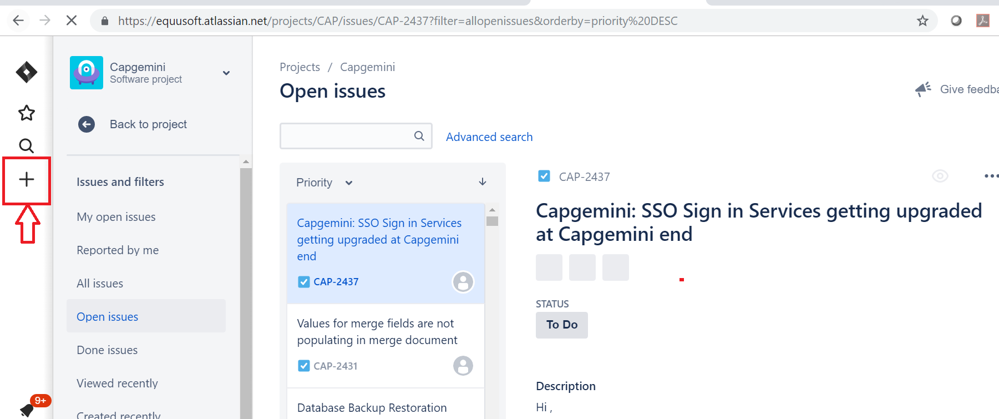 https://equusoft.atlassian.net/projects/CAP/issues/CAP-2437?filter=allopenissues&orderby=priority%20DESC
Capgemini
Software project
Back to project
Issues and filters
My open issues
Reported by me
All issues
Open issues
Done issues
Viewed recently
Created recently
9+
Projects / Capgemini
Open issues
Give feedba
Advanced search
Priority
Capgemini: SSO Sign in Services
getting upgraded at Capgemini
end
CAP-2437
Values for merge fields are not
populating in merge document
CAP-2431
Database Backup Restoration
CAP-2437
Capgemini: SSO Sign in Services getting upgraded
at Capgemini end
STATUS
To Do
Description
Hi ,